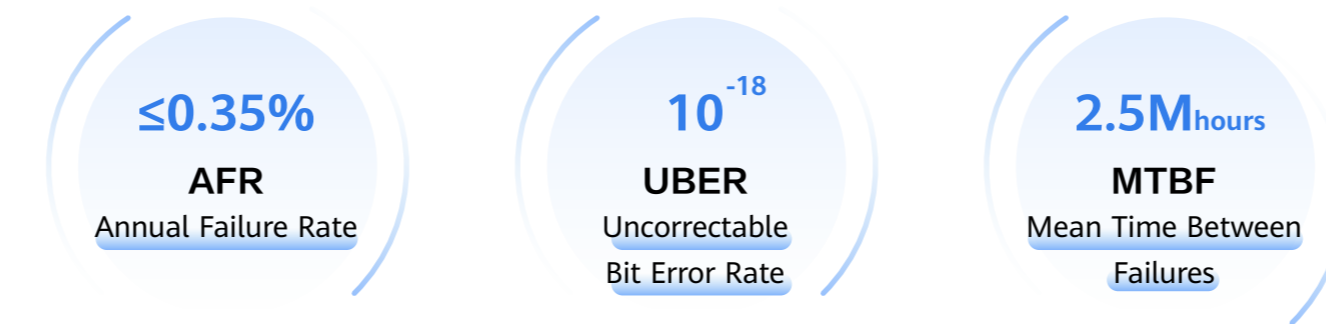 ≤0.35%
AFR
Annual Failure Rate
10⁻¹⁸
UBER
Uncorrectable
Bit Error Rate
2.5Mhours
MTBF
Mean Time Between
Failures